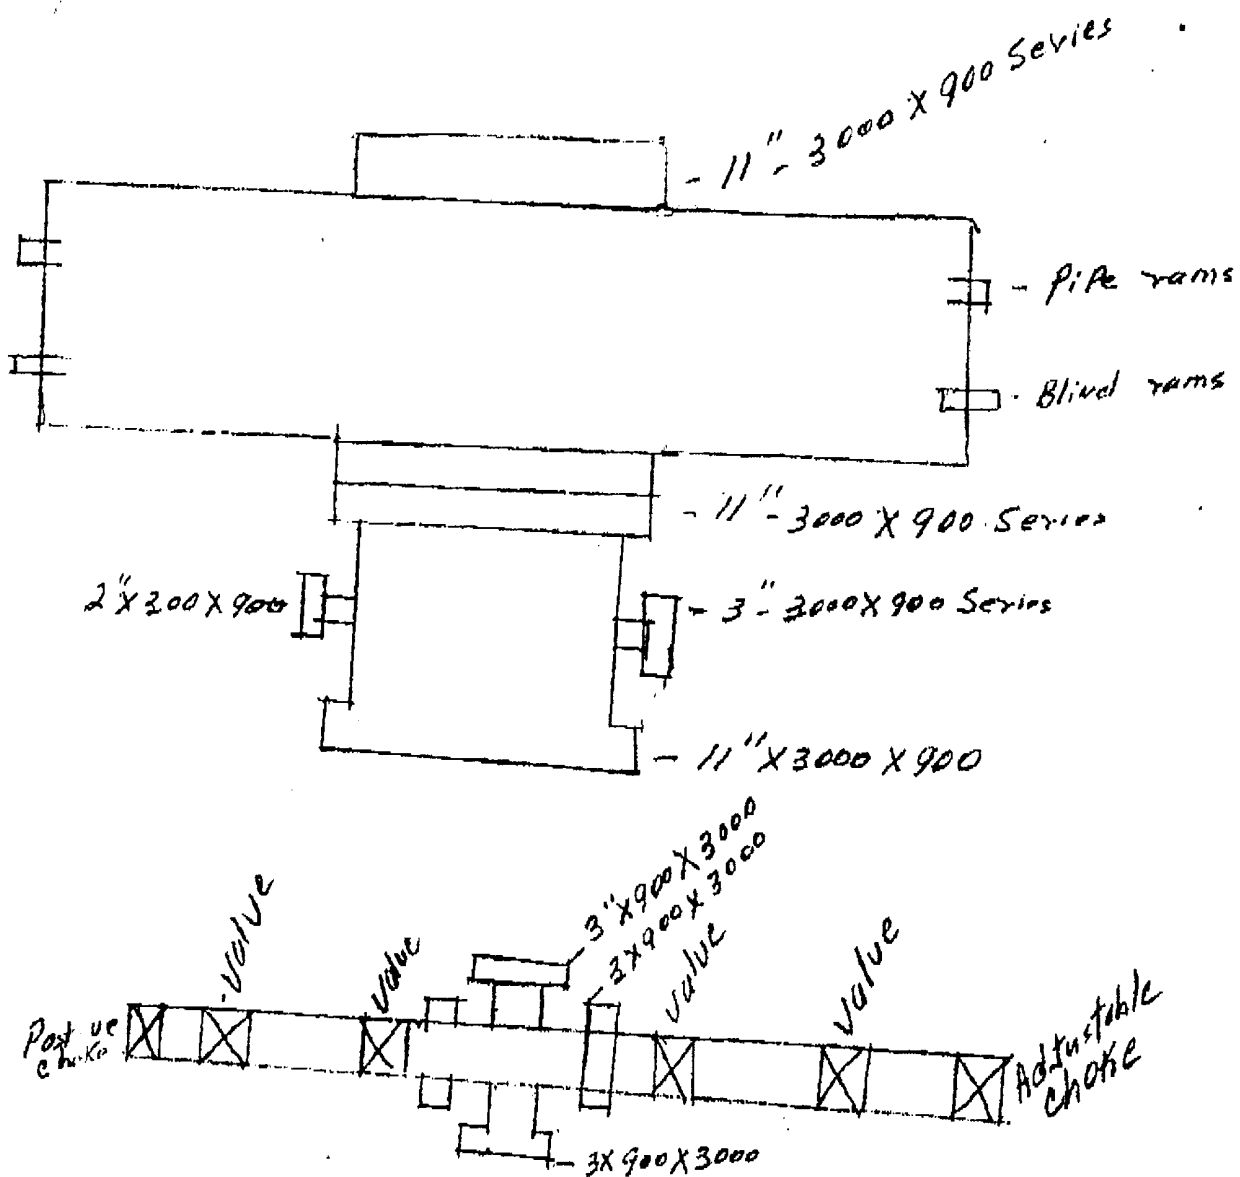 - 11" - 3000 X 900 Series
- Pipe rams
- Blind rams
- 11" - 3000 X 900 Series
2" X 300 X 900
- 3" - 3000 X 900 Series
- 11" X 3000 X 900
- 3" X 900 X 3000
- 3 X 900 X 3000
valve
valve
valve
valve
choke
Adjustable
choke
- 3 X 900 X 3000